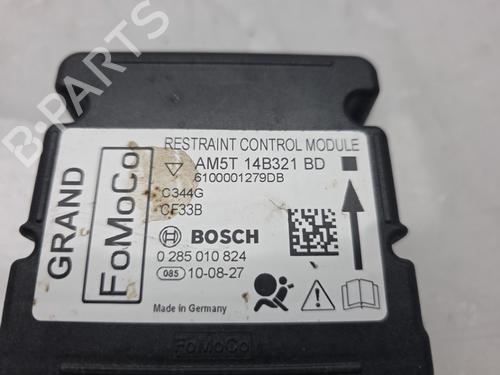 RESTRAINT CONTROL MODULE
AM5T 14B321 BD
6100001279DB
C344G
CF33B
BOSCH
0 285 010 824
085 10-08-27
Made in Germany
GRAND
FoMoCo
FoMoCo
B-PARTS